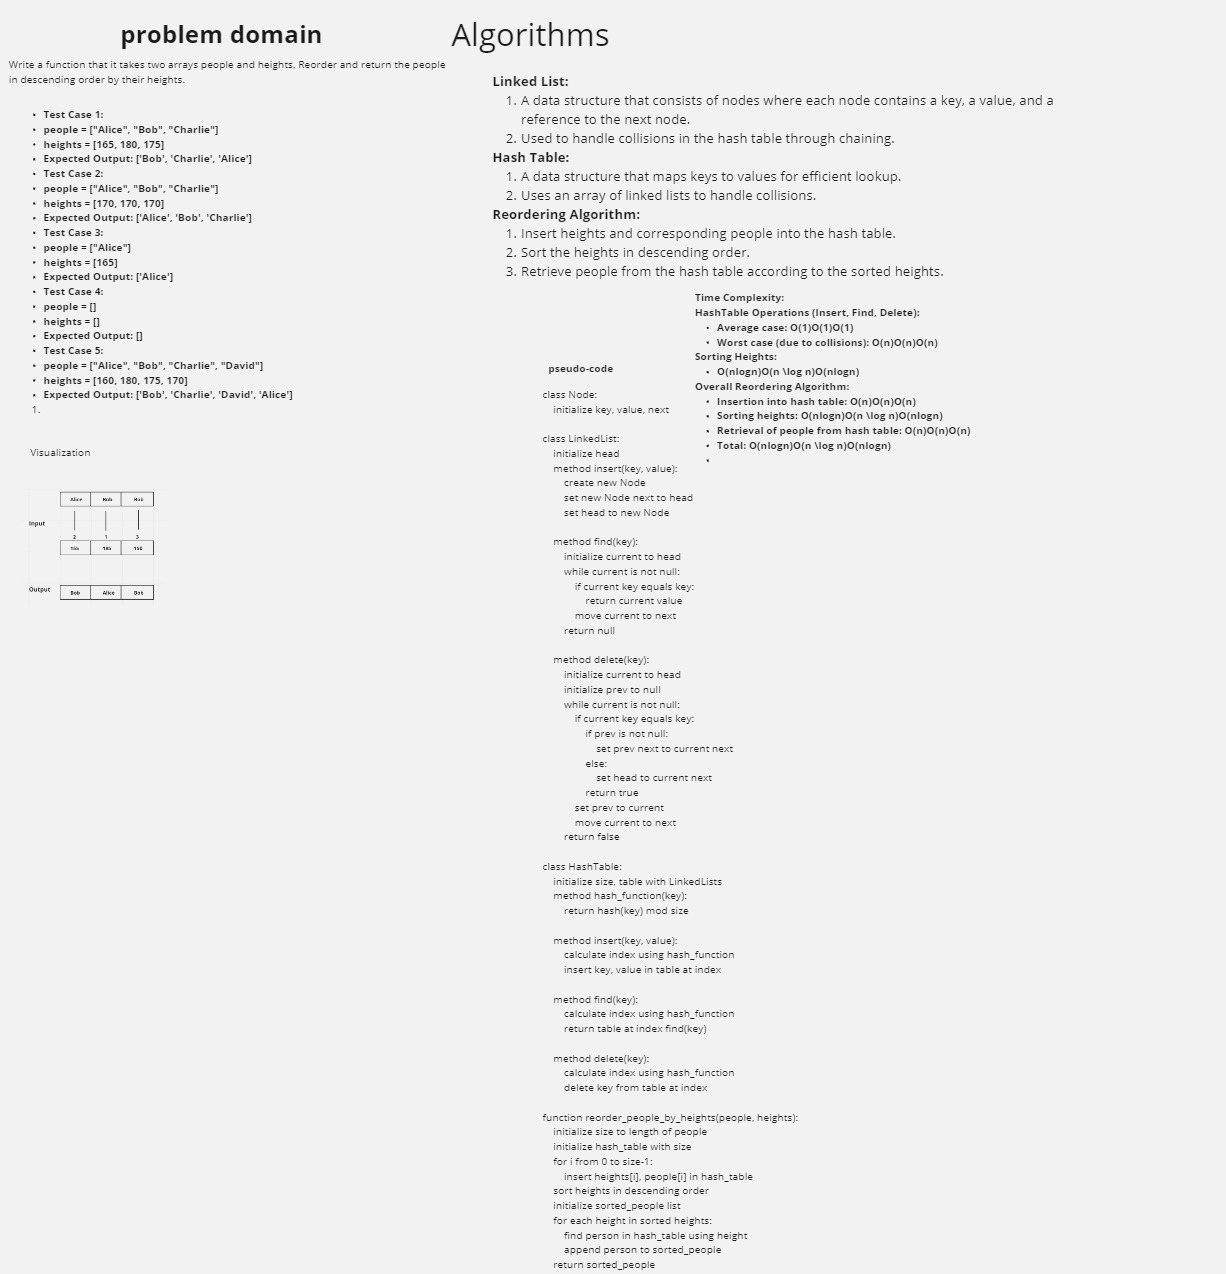 problem domain
Write a function that it takes two arrays people and heights, Reorder and return the people
in descending order by their heights.
• Test Case 1:
• people = ["Alice", "Bob", "Charlie"]
• heights = [165, 180, 175]
• Expected Output: ['Bob', 'Charlie', 'Alice']
• Test Case 2:
• people = ["Alice", "Bob", "Charlie"]
• heights = [170, 170, 170]
• Expected Output: ['Alice', 'Bob', 'Charlie']
• Test Case 3:
• people = ["Alice"]
• heights = [165]
• Expected Output: ['Alice']
• Test Case 4:
• people = []
• heights = []
• Expected Output: []
• Test Case 5:
• people = ["Alice", "Bob", "Charlie", "David"]
• heights = [160, 180, 175, 170]
• Expected Output: ['Bob', 'Charlie', 'David', 'Alice']
1.
Visualization
Alice Bob Bob
Input
2 1 3
155 185 150
Output
Bob Alice Bob
Algorithms
Linked List:
1. A data structure that consists of nodes where each node contains a key, a value, and a
reference to the next node.
2. Used to handle collisions in the hash table through chaining.
Hash Table:
1. A data structure that maps keys to values for efficient lookup.
2. Uses an array of linked lists to handle collisions.
Reordering Algorithm:
1. Insert heights and corresponding people into the hash table.
2. Sort the heights in descending order.
3. Retrieve people from the hash table according to the sorted heights.
Time Complexity:
HashTable Operations (Insert, Find, Delete):
• Average case: O(1)O(1)O(1)
• Worst case (due to collisions): O(n)O(n)O(n)
Sorting Heights:
• O(nlogn)O(n \log n)O(nlogn)
Overall Reordering Algorithm:
• Insertion into hash table: O(n)O(n)O(n)
• Sorting heights: O(nlogn)O(n \log n)O(nlogn)
• Retrieval of people from hash table: O(n)O(n)O(n)
• Total: O(nlogn)O(n \log n)O(nlogn)
•
pseudo-code
class Node:
initialize key, value, next
class LinkedList:
initialize head
method insert(key, value):
create new Node
set new Node next to head
set head to new Node
method find(key):
initialize current to head
while current is not null:
if current key equals key:
return current value
move current to next
return null
method delete(key):
initialize current to head
initialize prev to null
while current is not null:
if current key equals key:
if prev is not null:
set prev next to current next
else:
set head to current next
return true
set prev to current
move current to next
return false
class HashTable:
initialize size, table with LinkedLists
method hash_function(key):
return hash(key) mod size
method insert(key, value):
calculate index using hash_function
insert key, value in table at index
method find(key):
calculate index using hash_function
return table at index find(key)
method delete(key):
calculate index using hash_function
delete key from table at index
function reorder_people_by_heights(people, heights):
initialize size to length of people
initialize hash_table with size
for i from 0 to size-1:
insert heights[i], people[i] in hash_table
sort heights in descending order
initialize sorted_people list
for each height in sorted heights:
find person in hash_table using height
append person to sorted_people
return sorted_people